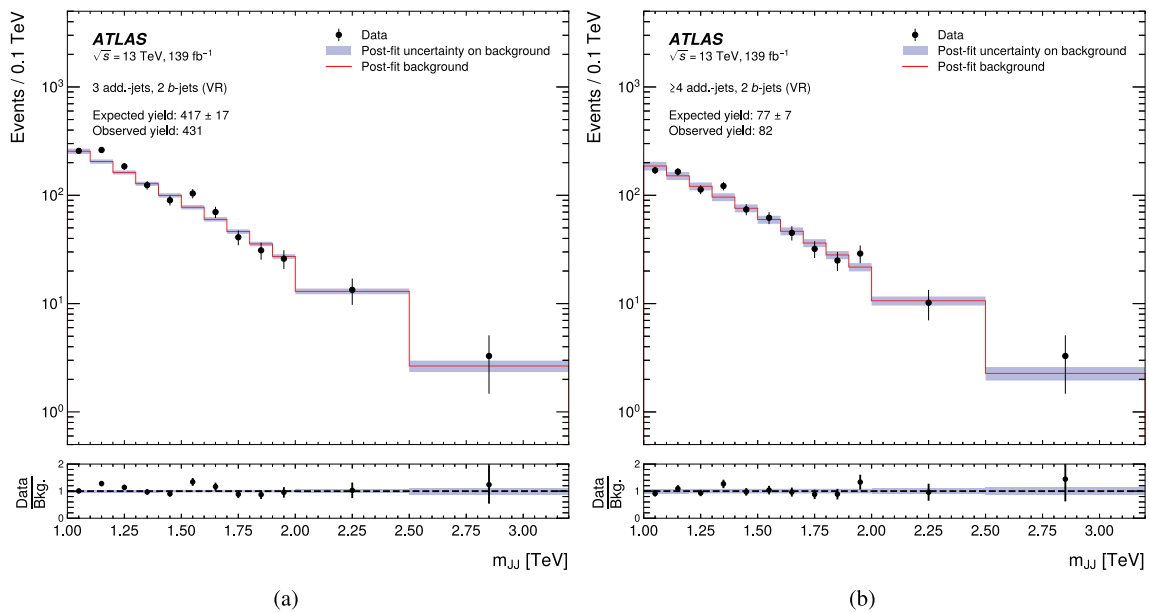 ATLAS
√s = 13 TeV, 139 fb⁻¹
3 add.-jets, 2 b-jets (VR)
Expected yield: 417 ± 17
Observed yield: 431
Data
Post-fit uncertainty on background
Post-fit background
Events / 0.1 TeV
10³
10²
10¹
10⁰
Data
Bkg.
2
1
0
1.00 1.25 1.50 1.75 2.00 2.25 2.50 2.75 3.00
m_JJ [TeV]
(a)
ATLAS
√s = 13 TeV, 139 fb⁻¹
≥4 add.-jets, 2 b-jets (VR)
Expected yield: 77 ± 7
Observed yield: 82
Data
Post-fit uncertainty on background
Post-fit background
Events / 0.1 TeV
10³
10²
10¹
10⁰
Data
Bkg.
2
1
0
1.00 1.25 1.50 1.75 2.00 2.25 2.50 2.75 3.00
m_JJ [TeV]
(b)